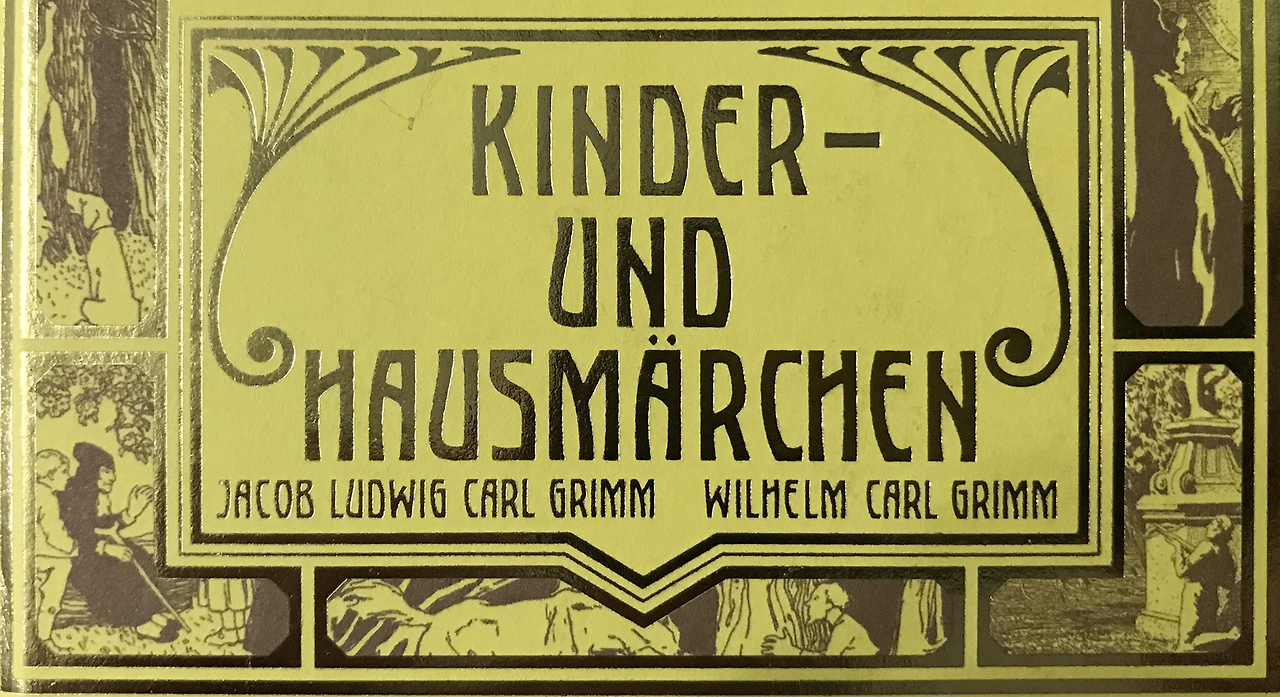 KINDER-
UND
HAUSMÄRCHEN
JACOB LUDWIG CARL GRIMM WILHELM CARL GRIMM